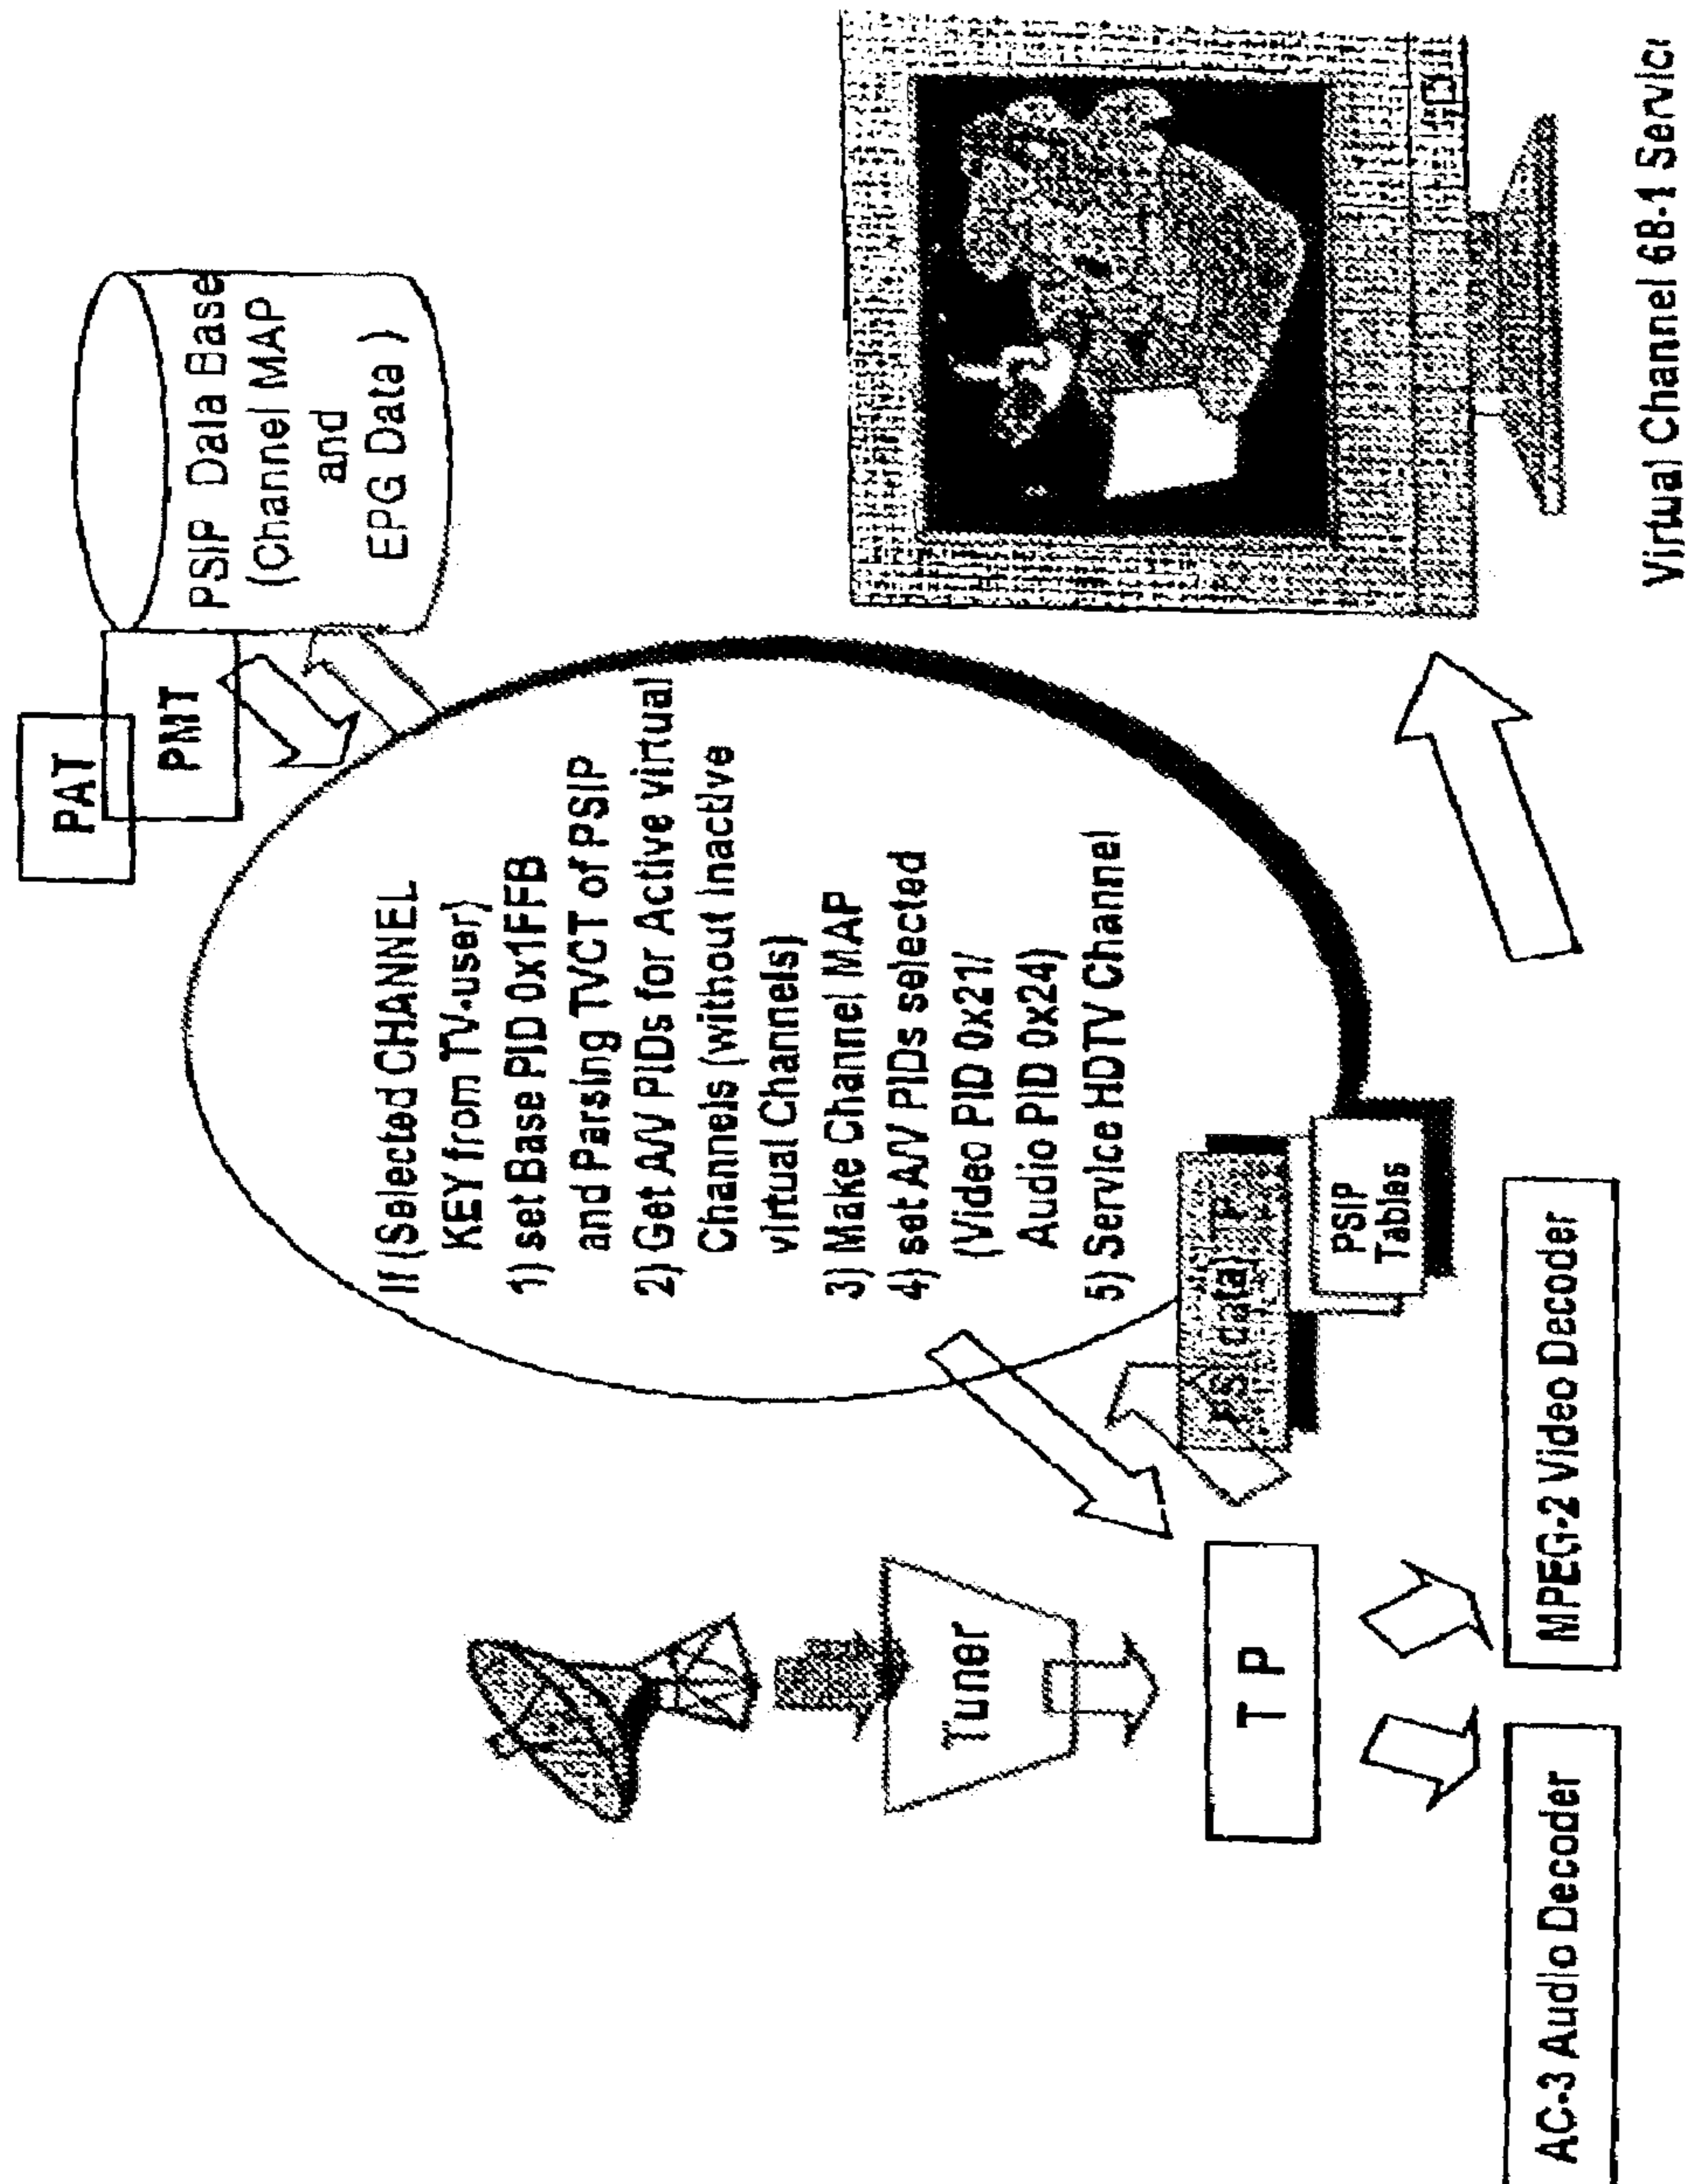 PAT
PMT
PSIP Data Base
(Channel MAP
and
EPG Data )
If (Selected CHANNEL
KEY from TV-user)
1) set Base PID 0x1FFB
and Parsing TVCT of PSIP
2) Get A/V PIDs for Active virtual
Channels (without Inactive
virtual Channels)
3) Make Channel MAP
4) set A/V PIDs selected
(Video PID 0x21/
Audio PID 0x24)
5) Service HDTV Channel
Tuner
T P
(data) TP
PSIP
Tables
AC-3 Audio Decoder
MPEG-2 Video Decoder
Virtual Channel 68-1